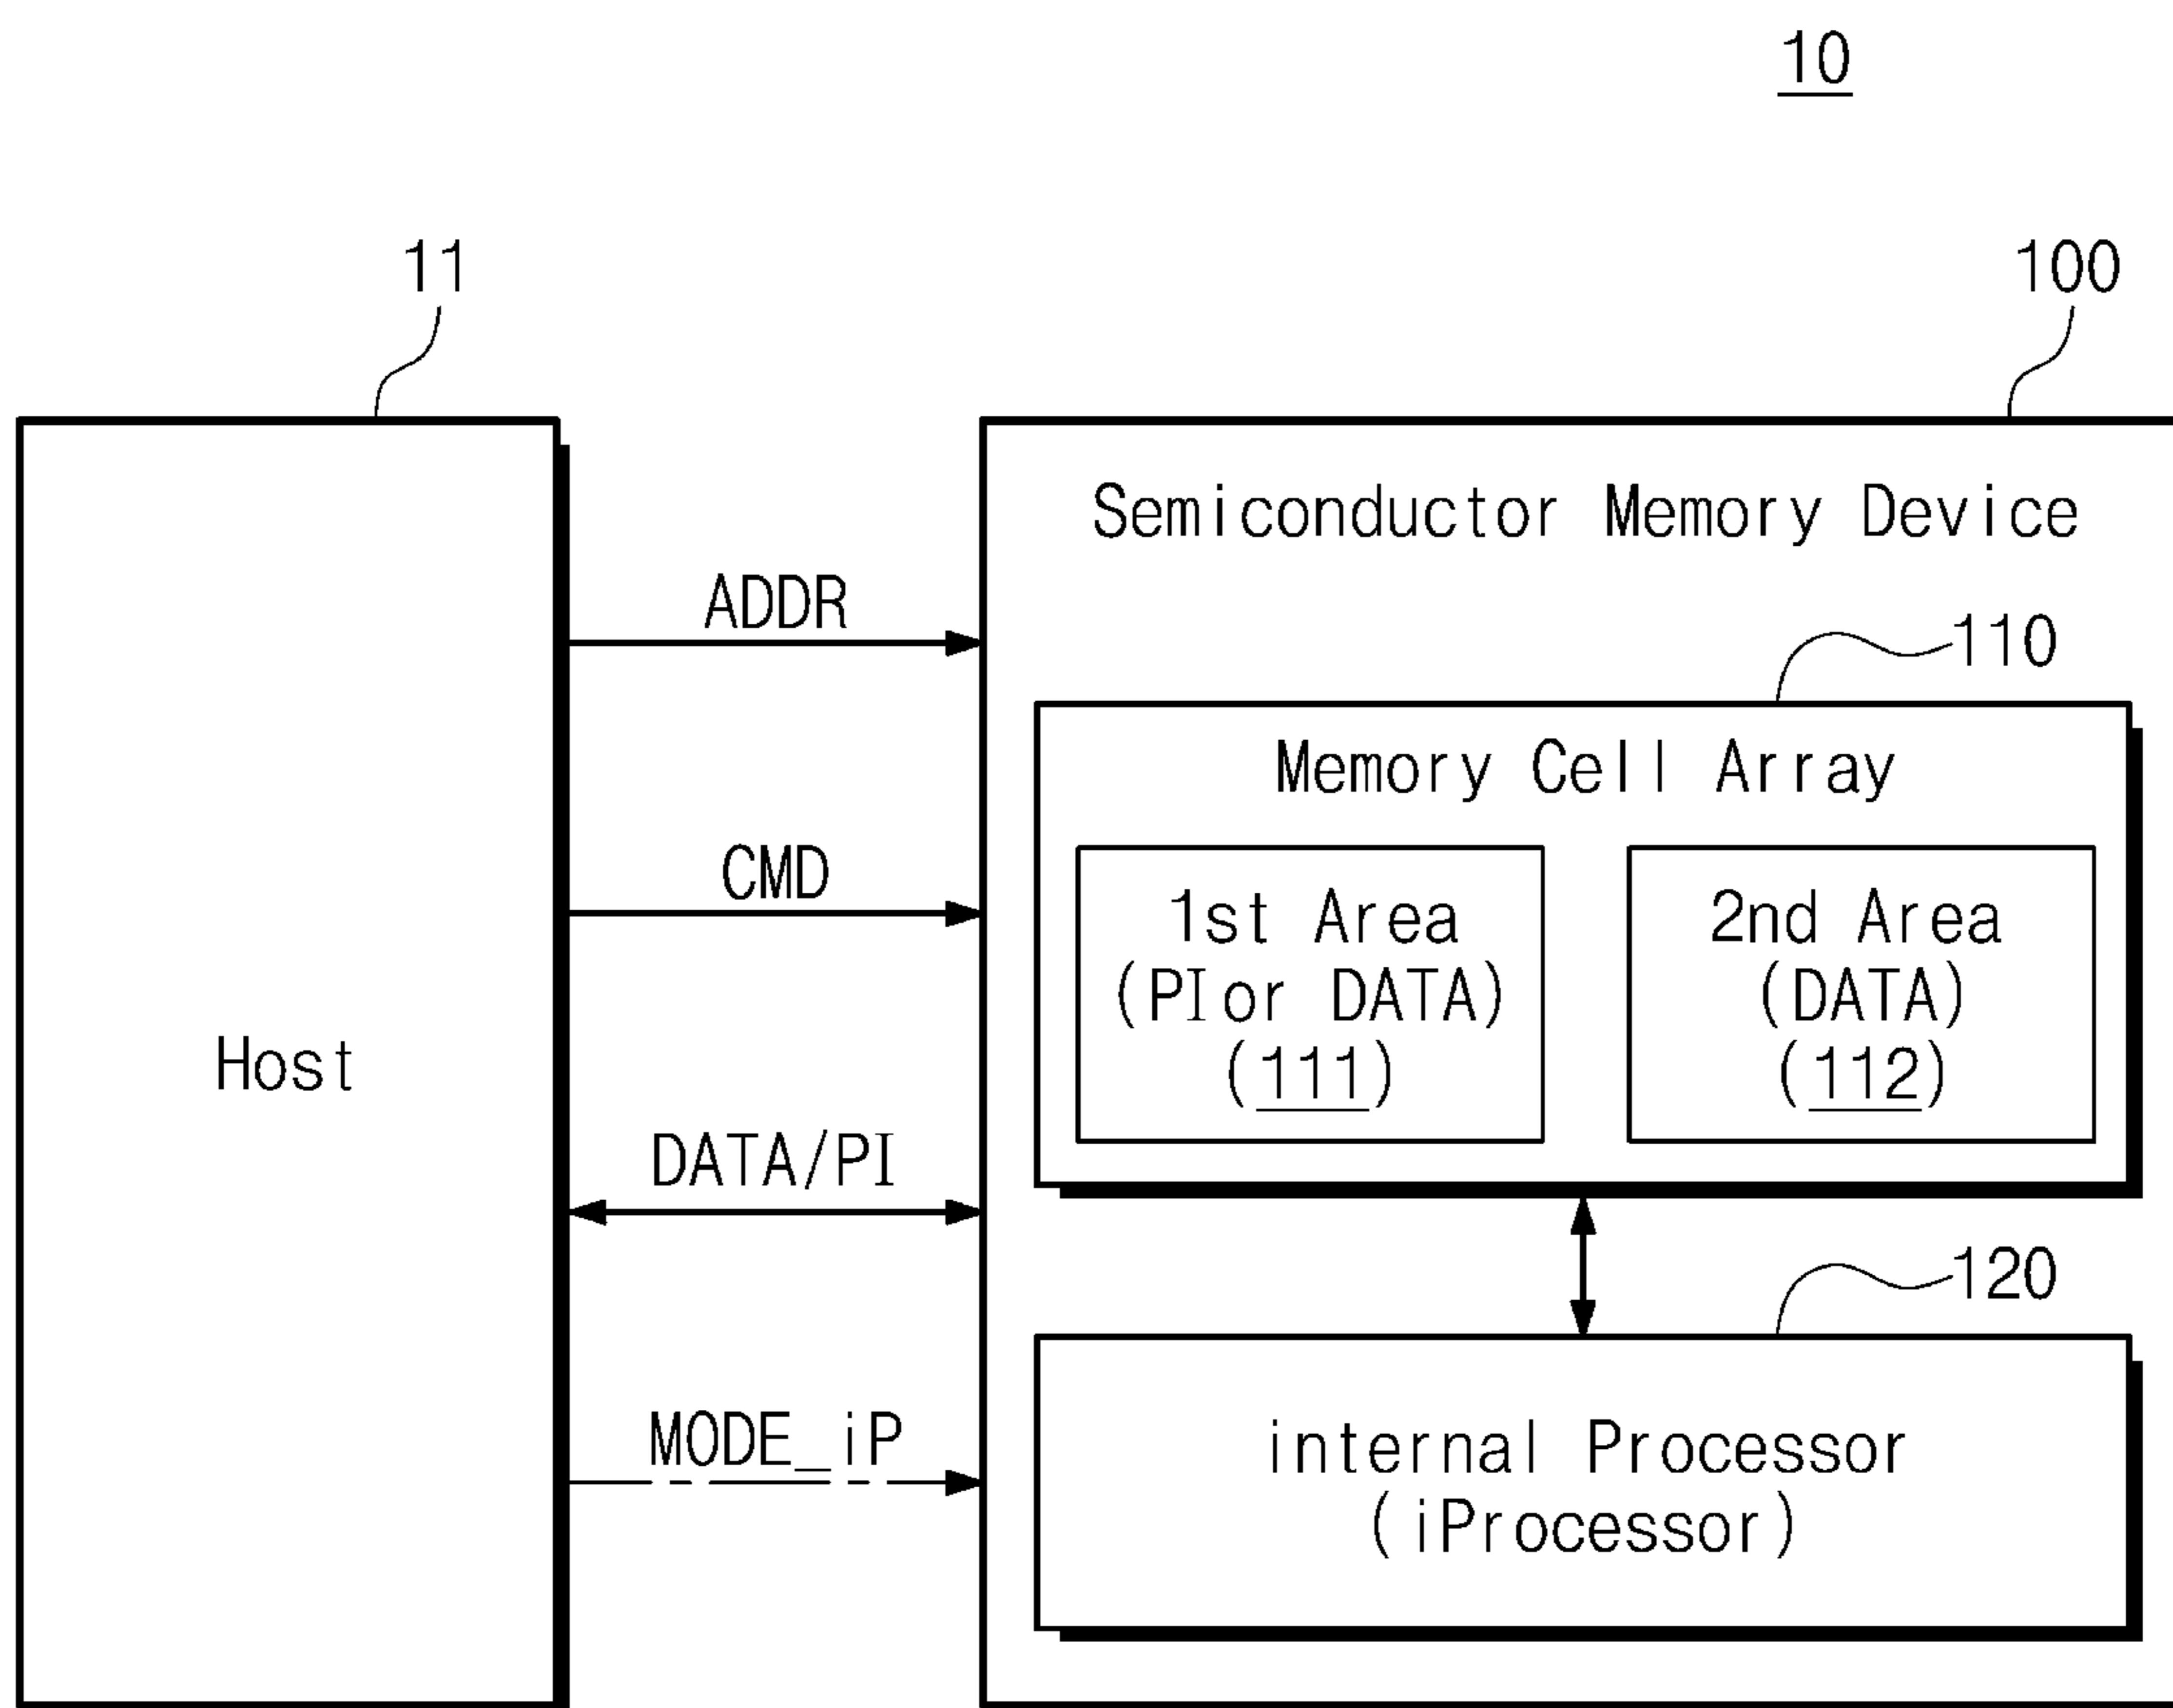 10
11
100
Semiconductor Memory Device
ADDR
110
Memory Cell Array
CMD
1st Area
(PIor DATA)
(111)
2nd Area
(DATA)
(112)
Host
DATA/PI
120
MODE_iP
internal Processor
(iProcessor)